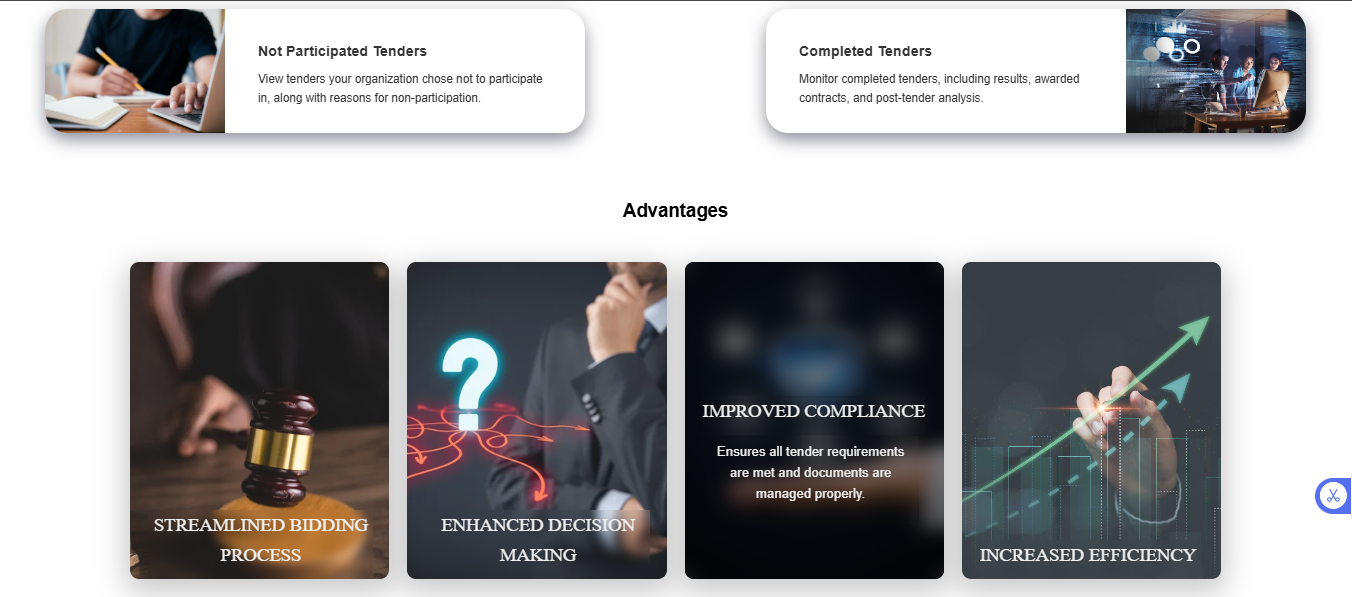 Not Participated Tenders
View tenders your organization chose not to participate
in, along with reasons for non-participation.
Completed Tenders
Monitor completed tenders, including results, awarded
contracts, and post-tender analysis.
Advantages
STREAMLINED BIDDING
PROCESS
?
ENHANCED DECISION
MAKING
IMPROVED COMPLIANCE
Ensures all tender requirements
are met and documents are
managed properly.
INCREASED EFFICIENCY